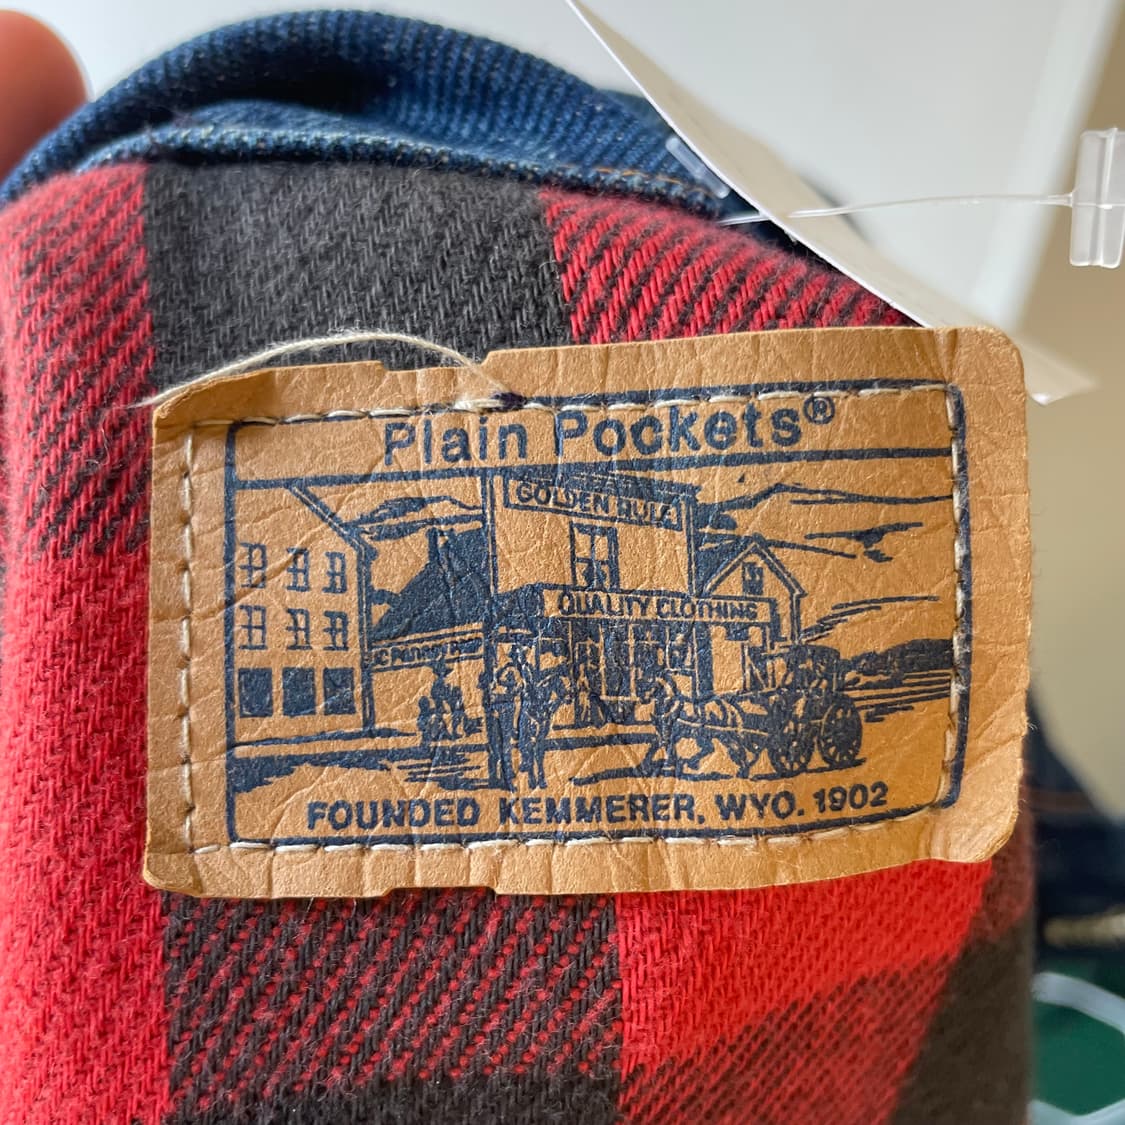 Plain Pockets®
GOLDEN RULE
QUALITY CLOTHING
FOUNDED KEMMERER, WYO. 1902